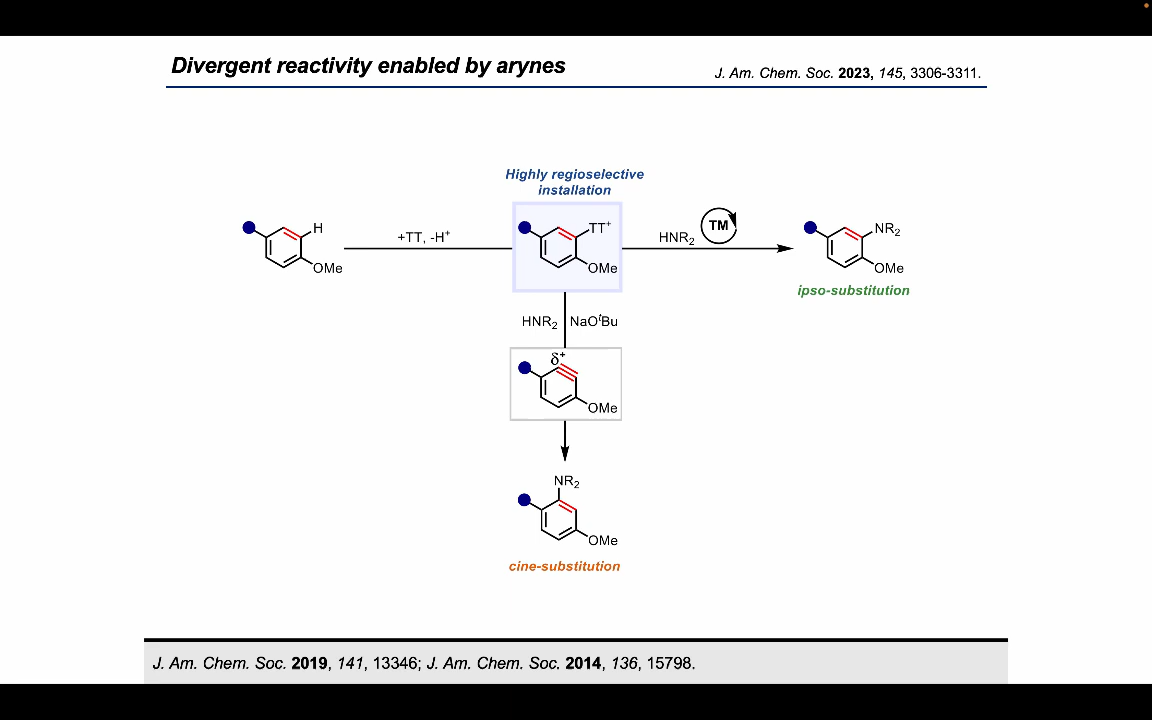 Divergent reactivity enabled by arynes
J. Am. Chem. Soc. 2023, 145, 3306-3311.
Highly regioselective
installation
H
OMe
+TT, -H⁺
TT⁺
OMe
HNR₂
TM
NR₂
OMe
ipso-substitution
HNR₂ NaOᵗBu
δ⁺
OMe
NR₂
OMe
cine-substitution
J. Am. Chem. Soc. 2019, 141, 13346; J. Am. Chem. Soc. 2014, 136, 15798.